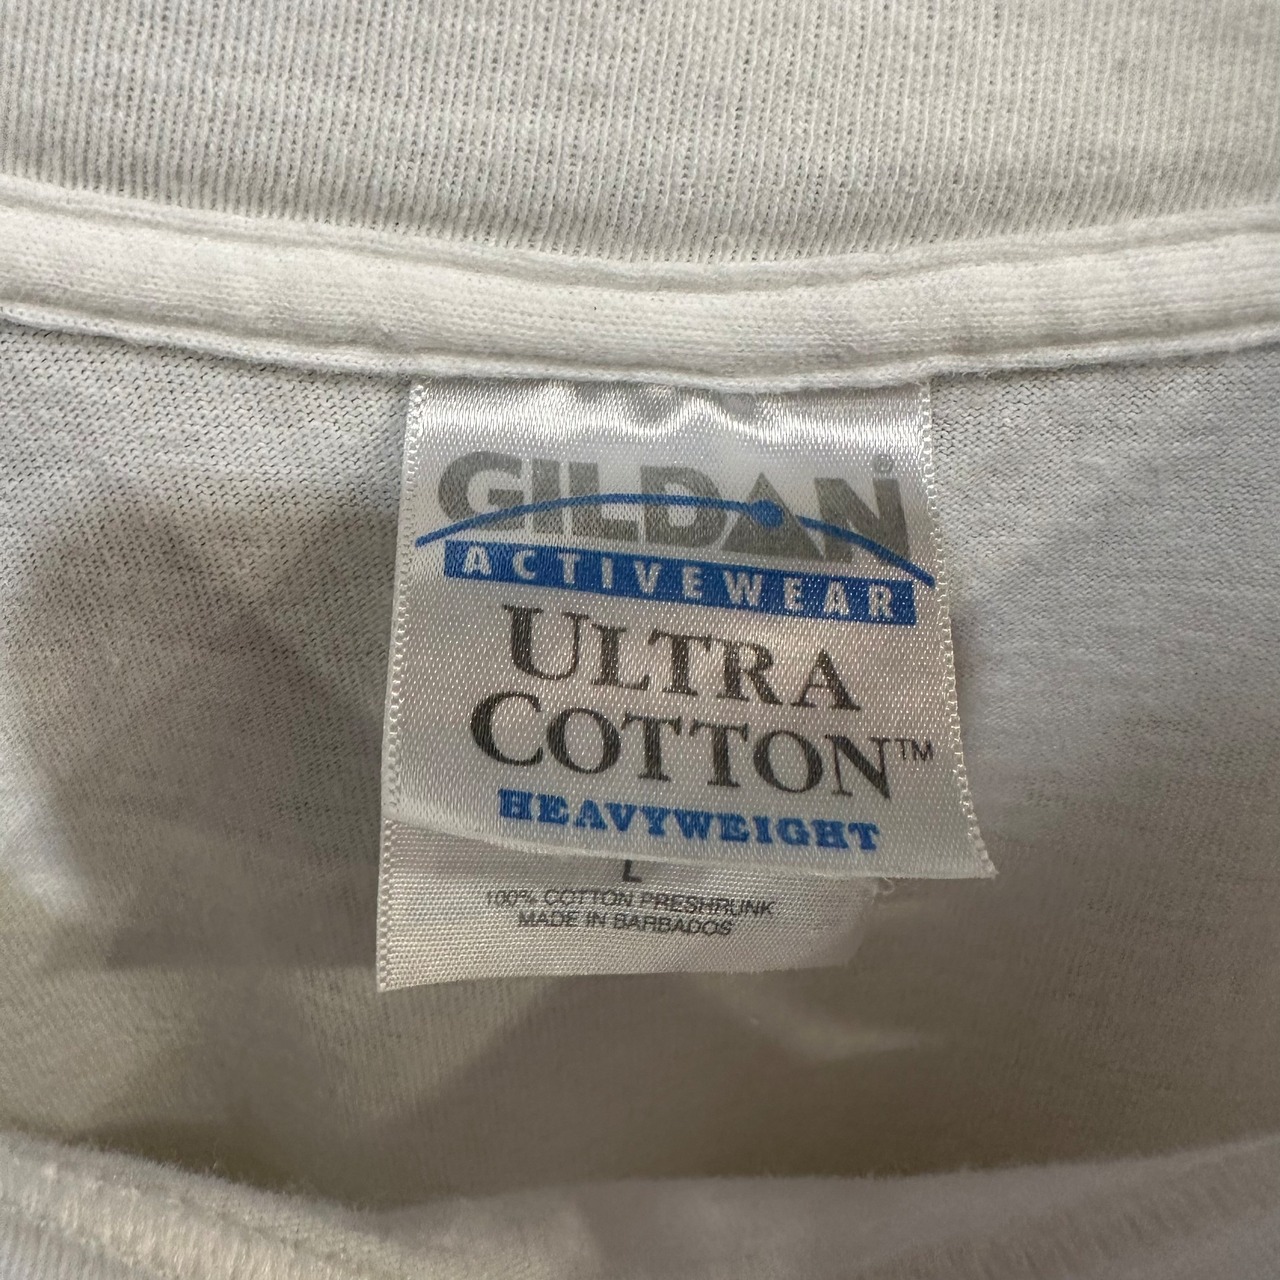 GILDAN®
ACTIVEWEAR
ULTRA
COTTON™
HEAVYWEIGHT
L
100% COTTON PRESHRUNK
MADE IN BARBADOS